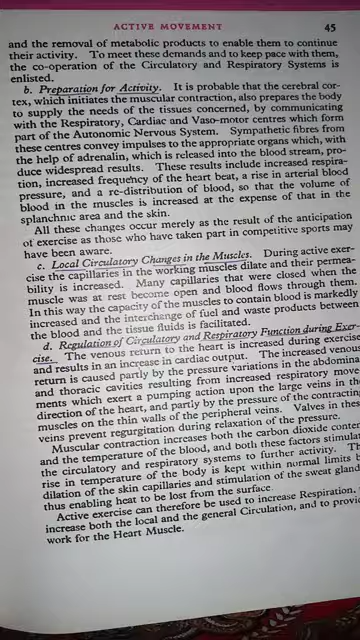 ACTIVE MOVEMENT 45
and the removal of metabolic products to enable them to continue
their activity. To meet these demands and to keep pace with them,
the co-operation of the Circulatory and Respiratory Systems is
enlisted.
b. Preparation for Activity. It is probable that the cerebral cor-
tex, which initiates the muscular contraction, also prepares the body
to supply the needs of the tissues concerned, by communicating
with the Respiratory, Cardiac and Vaso-motor centres which form
part of the Autonomic Nervous System. Sympathetic fibres from
these centres convey impulses to the appropriate organs which, with
the help of adrenalin, which is released into the blood stream, pro-
duce widespread results. These results include increased respira-
tion, increased frequency of the heart beat, a rise in arterial blood
pressure, and a re-distribution of blood, so that the volume of
blood in the muscles is increased at the expense of that in the
splanchnic area and the skin.
All these changes occur merely as the result of the anticipation
of exercise as those who have taken part in competitive sports may
have been aware.
c. Local Circulatory Changes in the Muscles. During active exer-
cise the capillaries in the working muscles dilate and their permea-
bility is increased. Many capillaries that were closed when the
muscle was at rest become open and blood flows through them.
In this way the capacity of the muscles to contain blood is markedly
increased and the interchange of fuel and waste products between
the blood and the tissue fluids is facilitated.
d. Regulation of Circulatory and Respiratory Function during Exer-
cise. The venous return to the heart is increased during exercise
and results in an increase in cardiac output. The increased venous
return is caused partly by the pressure variations in the abdomina
and thoracic cavities resulting from increased respiratory move
ments which exert a pumping action upon the large veins in the
direction of the heart, and partly by the pressure of the contractin
muscles on the thin walls of the peripheral veins. Valves in thes
veins prevent regurgitation during relaxation of the pressure.
Muscular contraction increases both the carbon dioxide conten
and the temperature of the blood, and both these factors stimulat
the circulatory and respiratory systems to further activity. Th
rise in temperature of the body is kept within normal limits b
dilation of the skin capillaries and stimulation of the sweat gland
thus enabling heat to be lost from the surface.
Active exercise can therefore be used to increase Respiration,
increase both the local and the general Circulation, and to provid
work for the Heart Muscle.